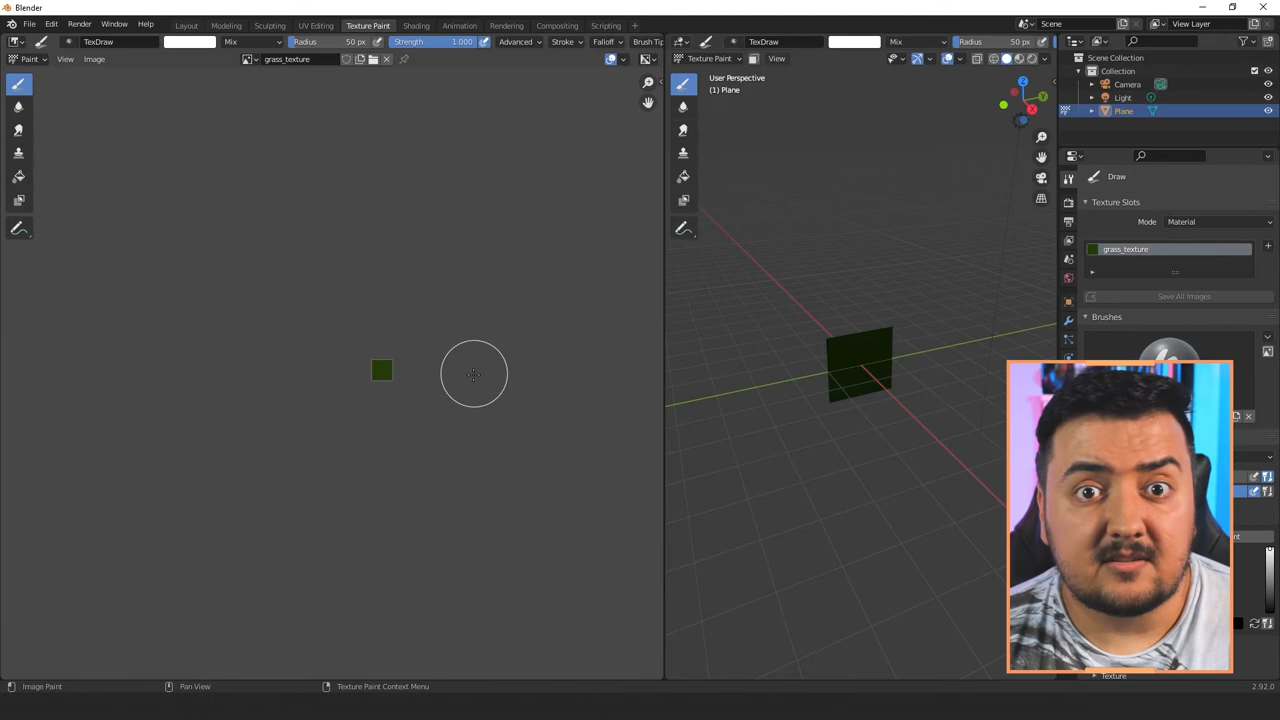 Blender
File Edit Render Window Help Layout Modeling Sculpting UV Editing Texture Paint Shading Animation Rendering Compositing Scripting + Scene View Layer
TexDraw Mix Radius 50 px Strength 1.000 Advanced Stroke Falloff Brush Tip TexDraw Mix Radius 50 px
Paint View Image grass_texture Texture Paint View
Scene Collection
Collection
Camera
Light
Plane
User Perspective
(1) Plane
Z
Y
X
Draw
Texture Slots
Mode Material
grass_texture
Save All Images
Brushes
Texture
Image Paint Pan View Texture Paint Context Menu 2.92.0